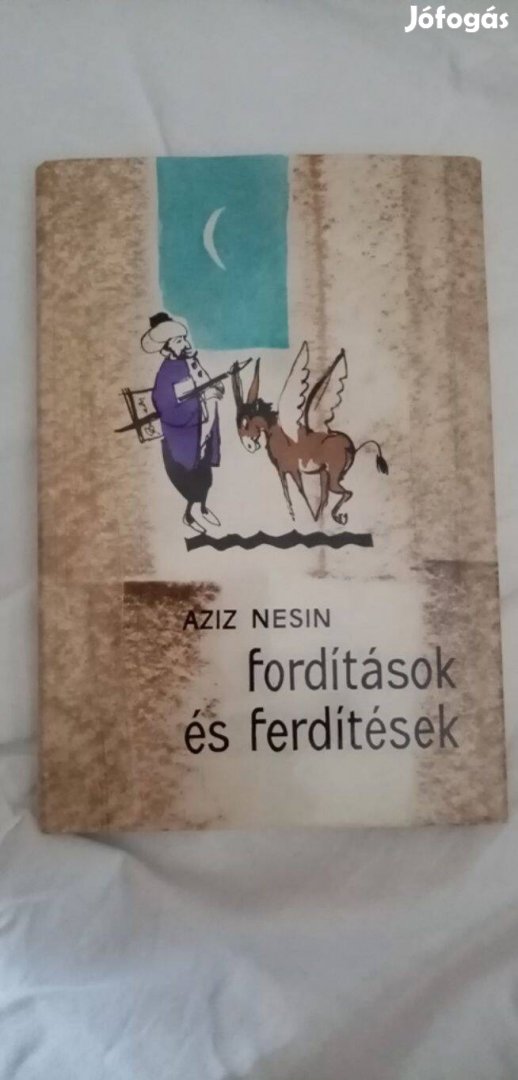 Jófogás
AZIZ NESIN
fordítások
és ferdítések